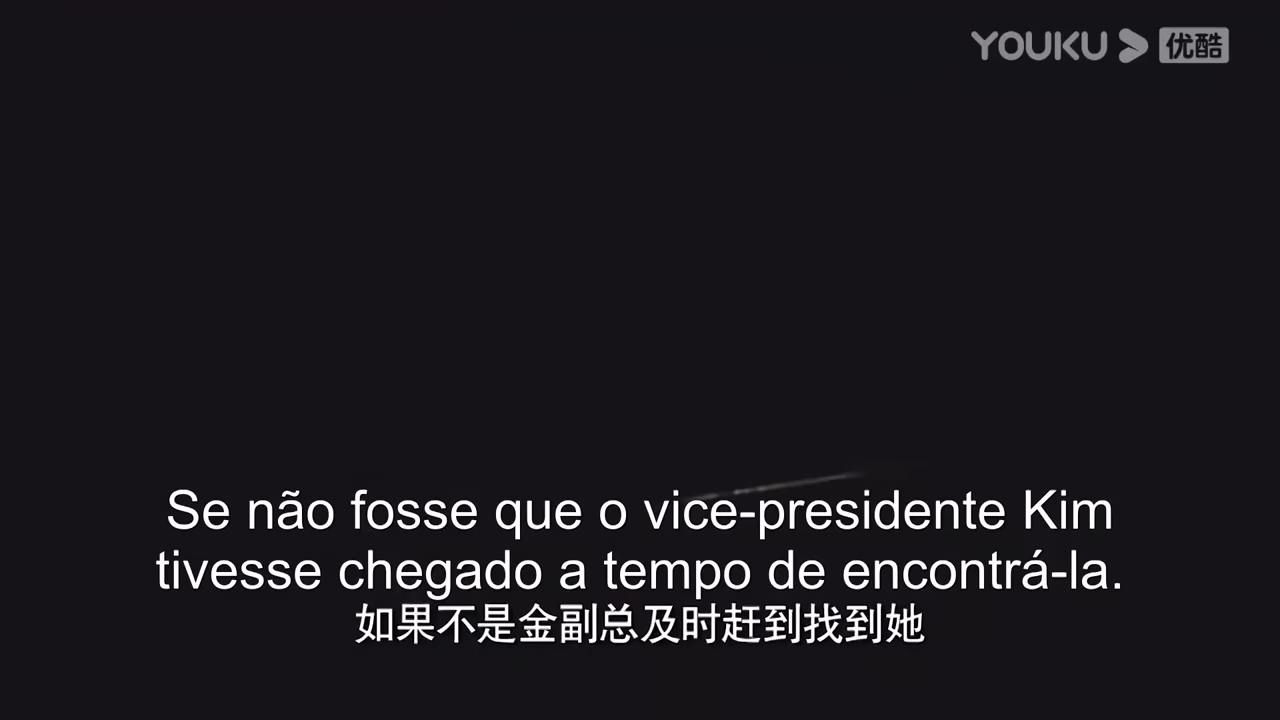 YOUKU 优酷
Se não fosse que o vice-presidente Kim
tivesse chegado a tempo de encontrá-la.
如果不是金副总及时赶到找到她